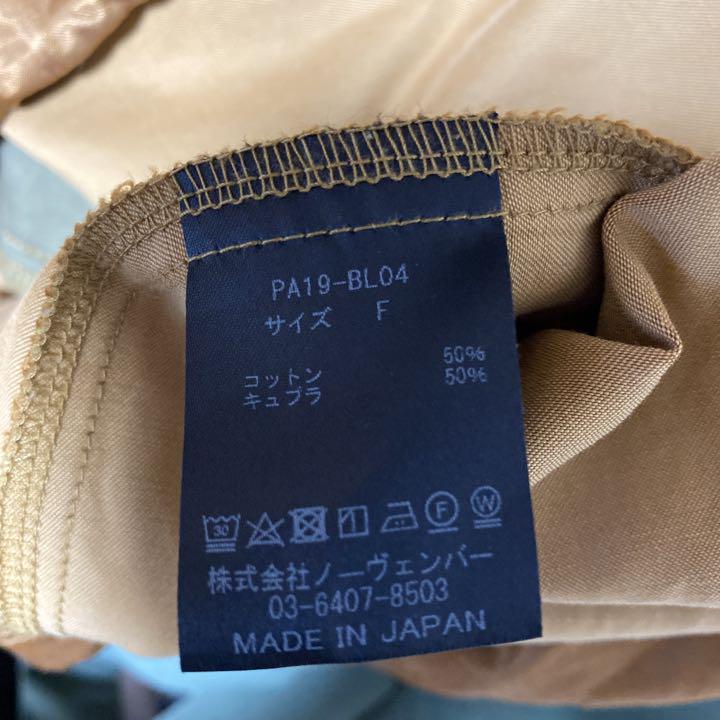 PA19-BL04
サイズ F
コットン 50%
キュプラ 50%
30 F W
株式会社ノーヴェンバー
03-6407-8503
MADE IN JAPAN